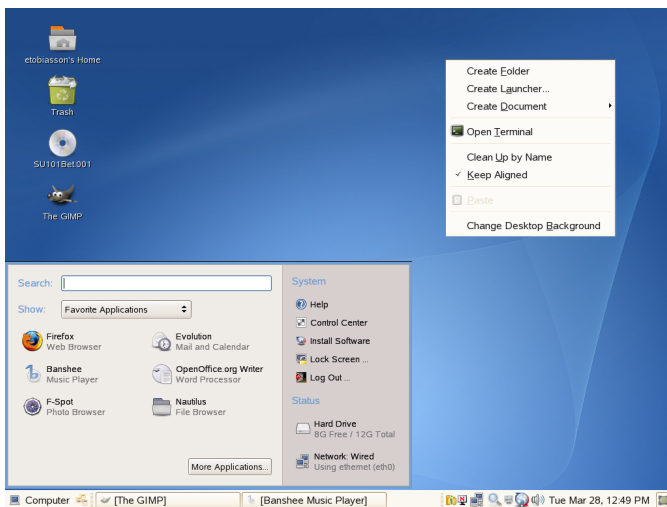 etobiasson's Home
Trash
SU101Bet.001
The GIMP
Create Folder
Create Launcher...
Create Document
Open Terminal
Clean Up by Name
Keep Aligned
Paste
Change Desktop Background
Search:
Show: Favorite Applications
Firefox
Web Browser
Evolution
Mail and Calendar
Banshee
Music Player
OpenOffice.org Writer
Word Processor
F-Spot
Photo Browser
Nautilus
File Browser
More Applications...
System
Help
Control Center
Install Software
Lock Screen ...
Log Out ...
Status
Hard Drive
8G Free / 12G Total
Network: Wired
Using ethernet (eth0)
Computer [The GIMP] [Banshee Music Player] Tue Mar 28, 12:49 PM